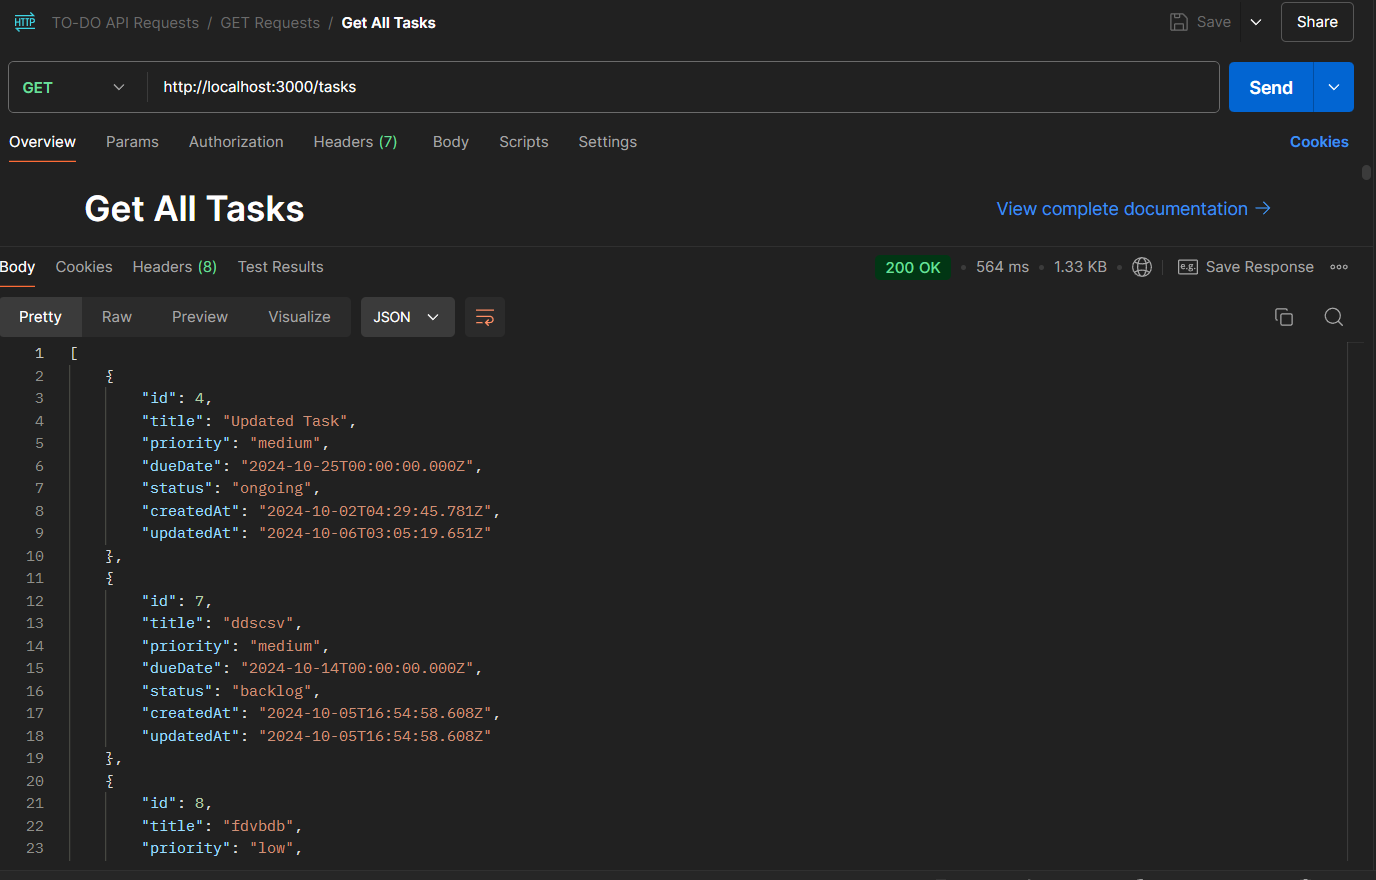 HTTP TO-DO API Requests / GET Requests / Get All Tasks Save Share
GET http://localhost:3000/tasks Send
Overview Params Authorization Headers (7) Body Scripts Settings Cookies
Get All Tasks View complete documentation →
Body Cookies Headers (8) Test Results 200 OK • 564 ms • 1.33 KB • e.g. Save Response
Pretty Raw Preview Visualize JSON
1 [
2 {
3 "id": 4,
4 "title": "Updated Task",
5 "priority": "medium",
6 "dueDate": "2024-10-25T00:00:00.000Z",
7 "status": "ongoing",
8 "createdAt": "2024-10-02T04:29:45.781Z",
9 "updatedAt": "2024-10-06T03:05:19.651Z"
10 },
11 {
12 "id": 7,
13 "title": "ddscsv",
14 "priority": "medium",
15 "dueDate": "2024-10-14T00:00:00.000Z",
16 "status": "backlog",
17 "createdAt": "2024-10-05T16:54:58.608Z",
18 "updatedAt": "2024-10-05T16:54:58.608Z"
19 },
20 {
21 "id": 8,
22 "title": "fdvbdb",
23 "priority": "low",